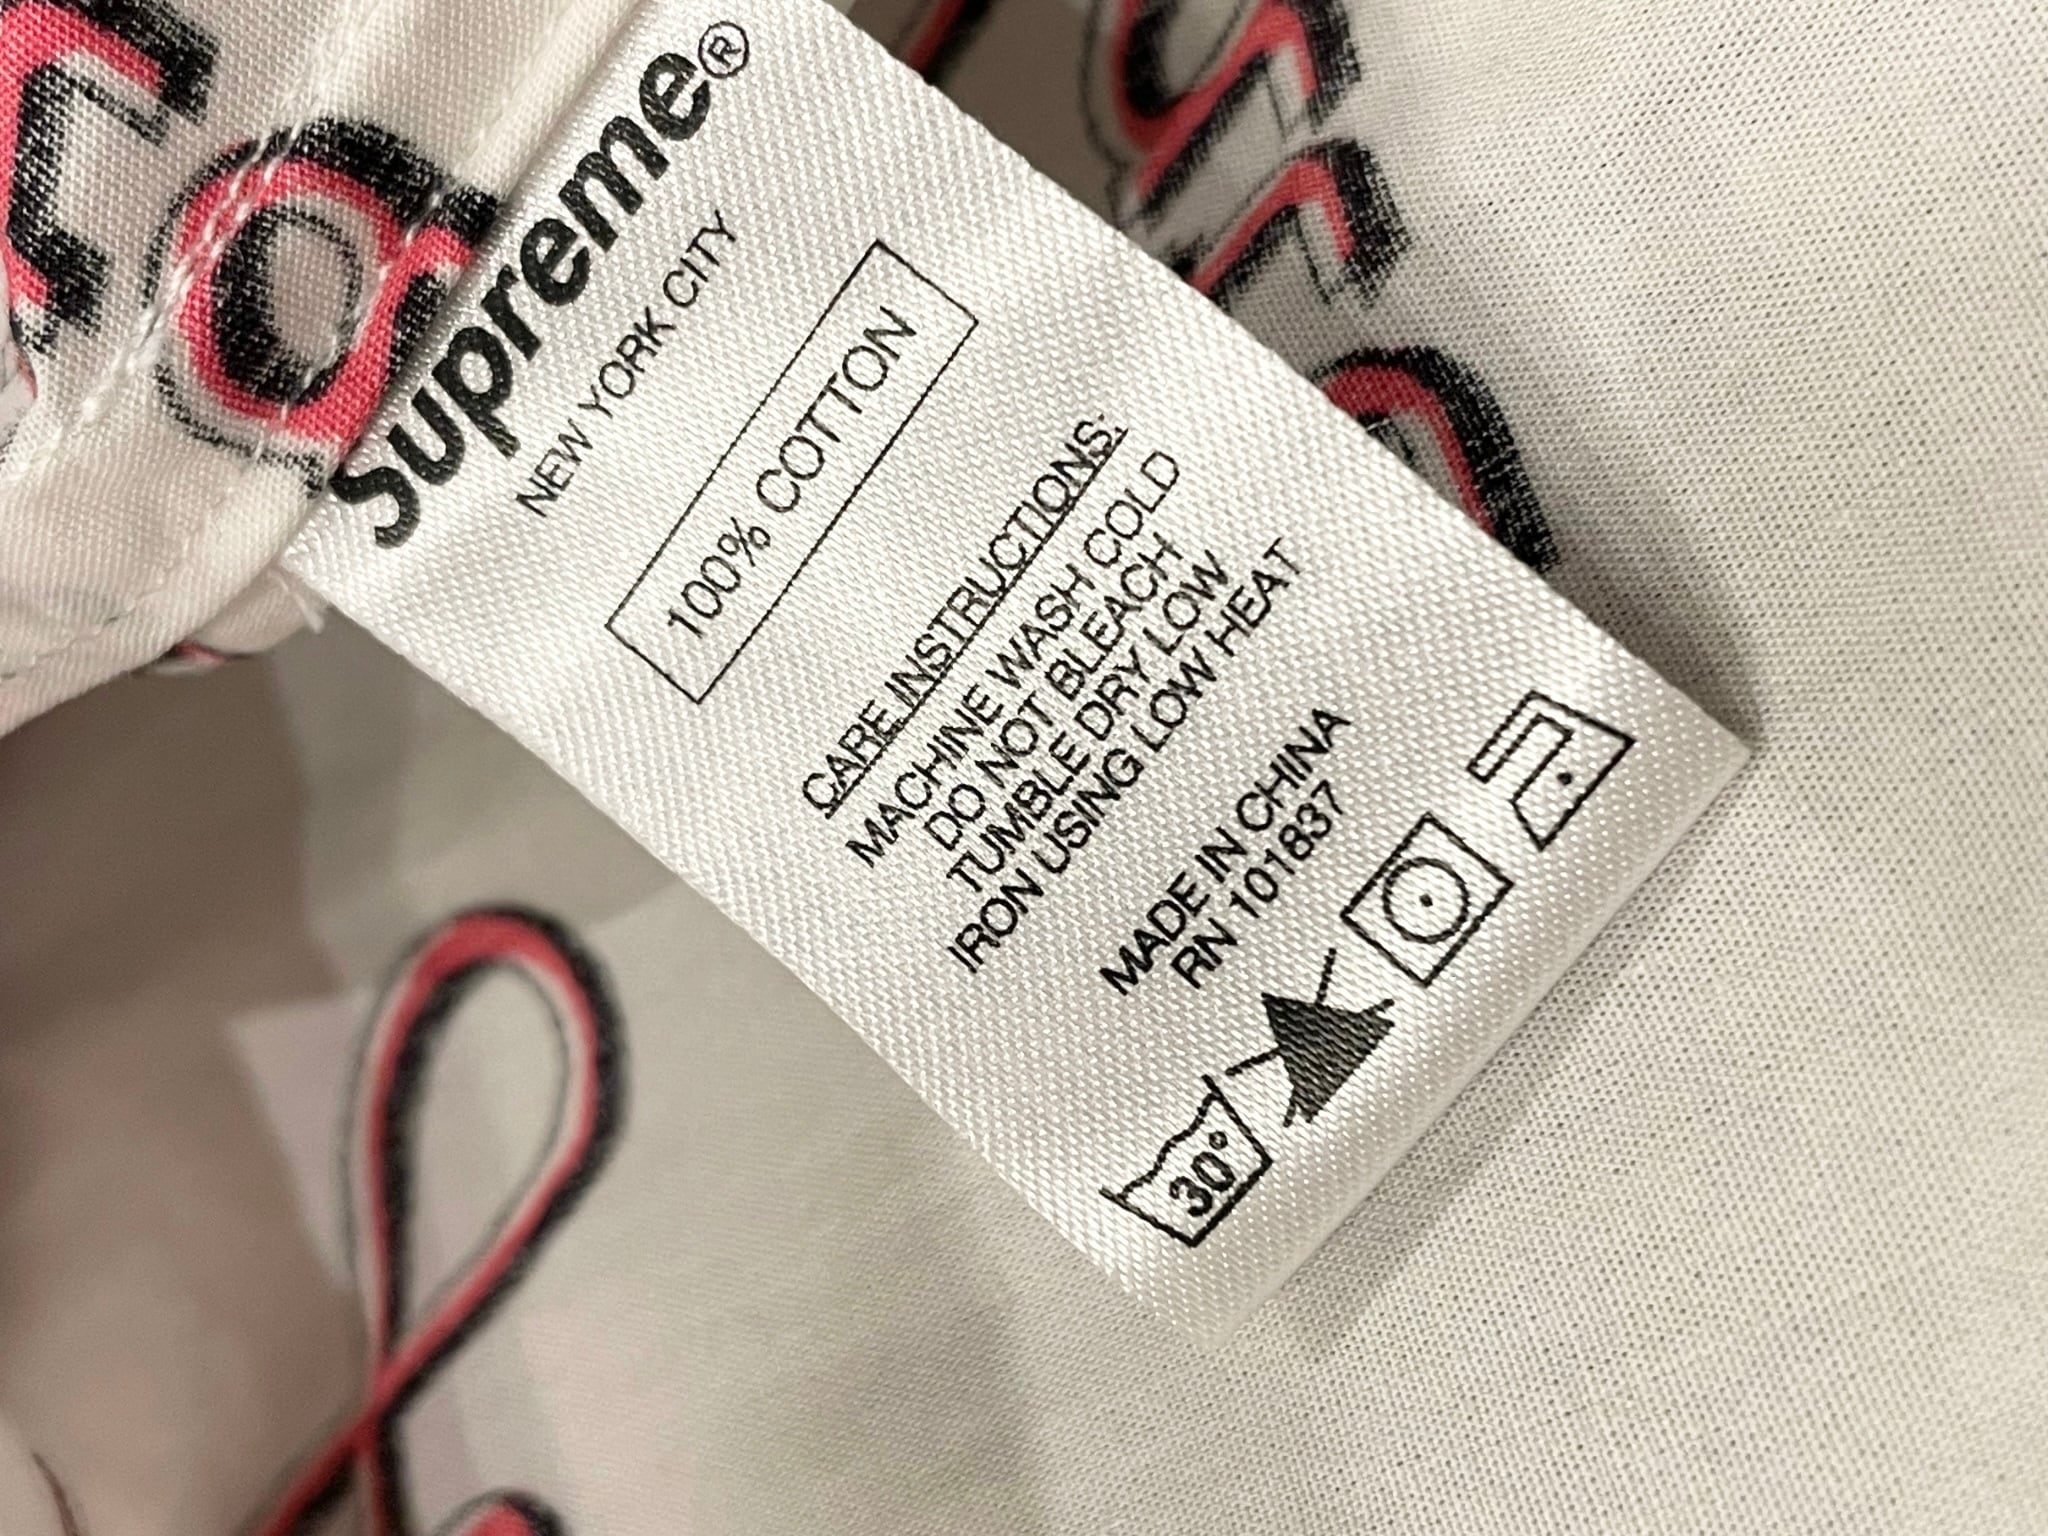 supreme®
NEW YORK CITY
100% COTTON
CARE INSTRUCTIONS:
MACHINE WASH COLD
DO NOT BLEACH
TUMBLE DRY LOW
IRON USING LOW HEAT
MADE IN CHINA
RN 101837
30°